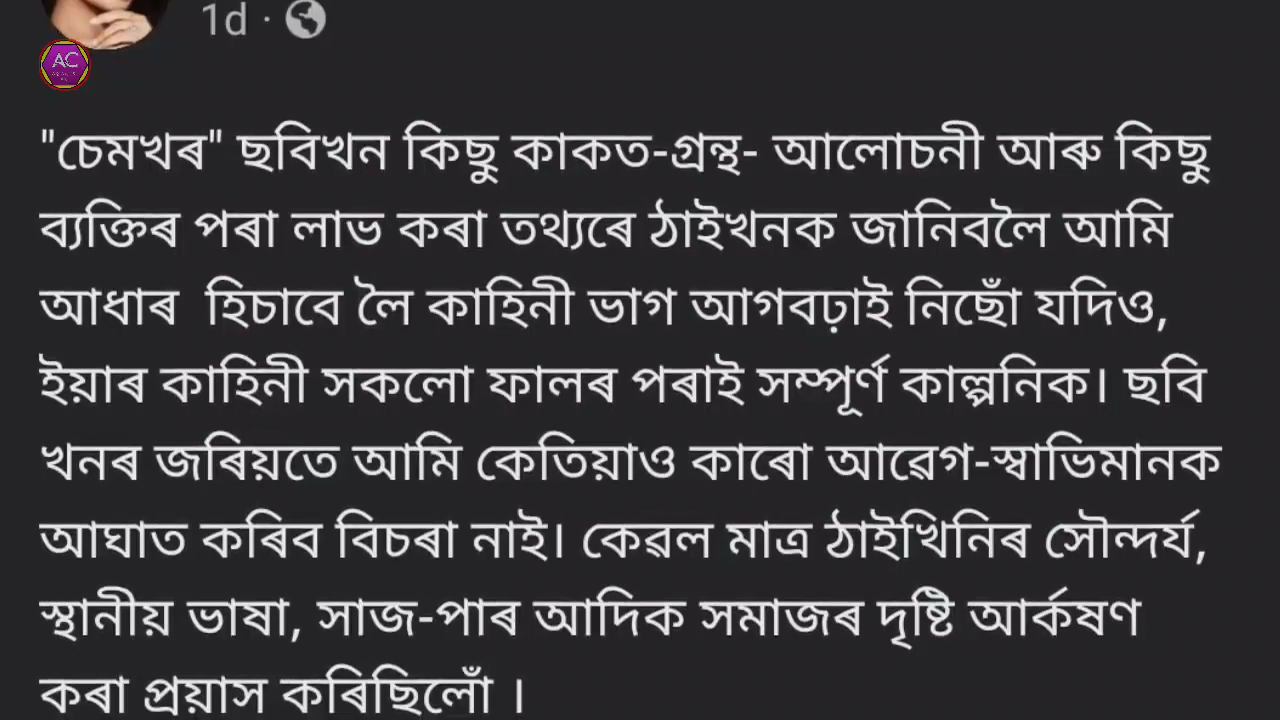 1d ·
AC
"চেমখৰ" ছবিখন কিছু কাকত-গ্ৰন্থ- আলোচনী আৰু কিছু
ব্যক্তিৰ পৰা লাভ কৰা তথ্যৰে ঠাইখনক জানিবলৈ আমি
আধাৰ  হিচাবে লৈ কাহিনী ভাগ আগবঢ়াই নিছোঁ যদিও,
ইয়াৰ কাহিনী সকলো ফালৰ পৰাই সম্পূৰ্ণ কাল্পনিক। ছবি
খনৰ জৰিয়তে আমি কেতিয়াও কাৰো আৱেগ-স্বাভিমানক
আঘাত কৰিব বিচৰা নাই। কেৱল মাত্ৰ ঠাইখিনিৰ সৌন্দৰ্য,
স্থানীয় ভাষা, সাজ-পাৰ আদিক সমাজৰ দৃষ্টি আৰ্কষণ
কৰা প্ৰয়াস কৰিছিলোঁ ।